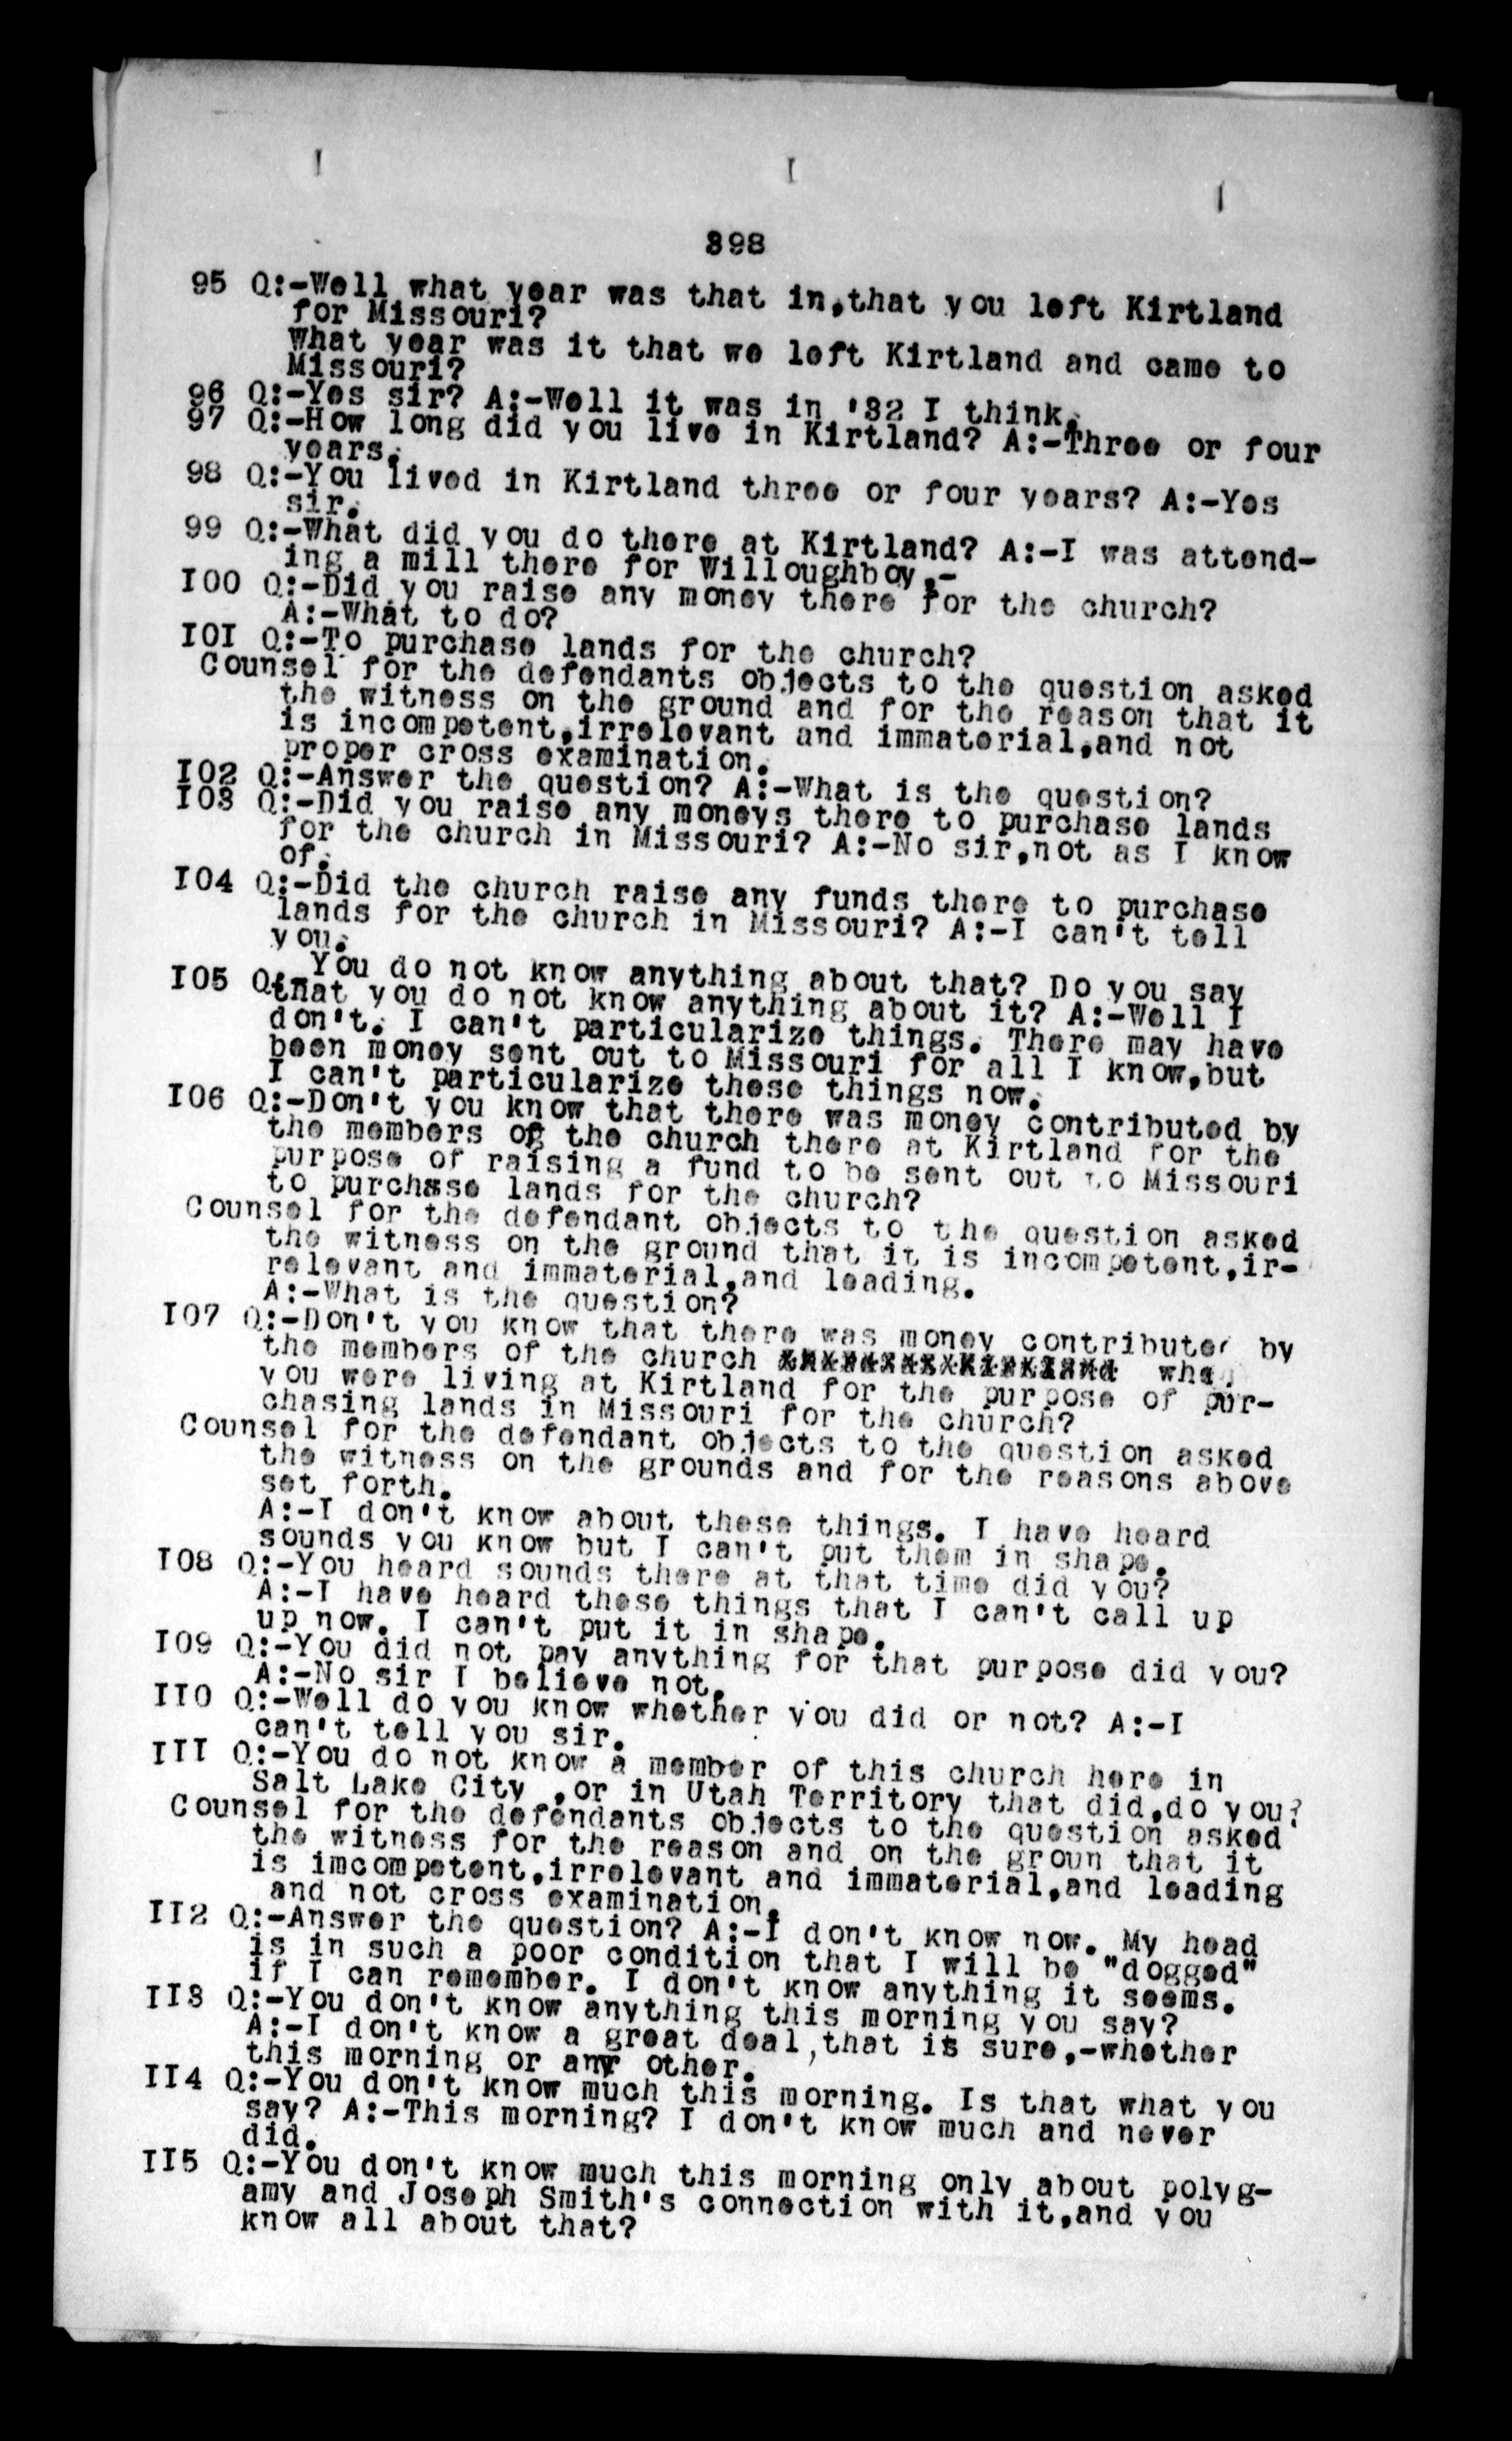 398
95 Q:-Well what year was that in,that you left Kirtland
for Missouri?
What year was it that we left Kirtland and came to
Missouri?
96 Q:-Yes sir? A:-Well it was in '32 I think.
97 Q:-How long did you live in Kirtland? A:-Three or four
years.
98 Q:-You lived in Kirtland three or four years? A:-Yes
sir.
99 Q:-What did you do there at Kirtland? A:-I was attend-
ing a mill there for Willoughboy.-
I00 Q:-Did you raise any money there for the church?
A:-What to do?
I0I Q:-To purchase lands for the church?
Counsel for the defendants objects to the question asked
the witness on the ground and for the reason that it
is incompetent,irrelevant and immaterial,and not
proper cross examination.
I02 Q:-Answer the question? A:-What is the question?
I03 Q:-Did you raise any moneys there to purchase lands
for the church in Missouri? A:-No sir,not as I know
of.
I04 Q:-Did the church raise any funds there to purchase
lands for the church in Missouri? A:-I can't tell
you.
I05 Q:-You do not know anything about that? Do you say
that you do not know anything about it? A:-Well I
don't. I can't particularize things. There may have
been money sent out to Missouri for all I know,but
I can't particularize these things now.
I06 Q:-Don't you know that there was money contributed by
the members of the church there at Kirtland for the
purpose of raising a fund to be sent out to Missouri
to purchase lands for the church?
Counsel for the defendant objects to the question asked
the witness on the ground that it is incompetent,ir-
relevant and immaterial,and leading.
A:-What is the question?
I07 Q:-Don't you know that there was money contributed by
the members of the church when
you were living at Kirtland for the purpose of pur-
chasing lands in Missouri for the church?
Counsel for the defendant objects to the question asked
the witness on the grounds and for the reasons above
set forth.
A:-I don't know about these things. I have heard
sounds you know but I can't put them in shape.
I08 Q:-You heard sounds there at that time did you?
A:-I have heard these things that I can't call up
up now. I can't put it in shape.
I09 Q:-You did not pay anything for that purpose did you?
A:-No sir I believe not.
II0 Q:-Well do you know whether you did or not? A:-I
can't tell you sir.
III Q:-You do not know a member of this church here in
Salt Lake City ,or in Utah Territory that did,do you?
Counsel for the defendants objects to the question asked
the witness for the reason and on the groun that it
is imcompetent,irrelevant and immaterial,and leading
and not cross examination.
II2 Q:-Answer the question? A:-I don't know now. My head
is in such a poor condition that I will be "dogged"
if I can remember. I don't know anything it seems.
II3 Q:-You don't know anything this morning you say?
A:-I don't know a great deal,that is sure,-whether
this morning or any other.
II4 Q:-You don't know much this morning. Is that what you
say? A:-This morning? I don't know much and never
did.
II5 Q:-You don't know much this morning only about polyg-
amy and Joseph Smith's connection with it,and you
know all about that?